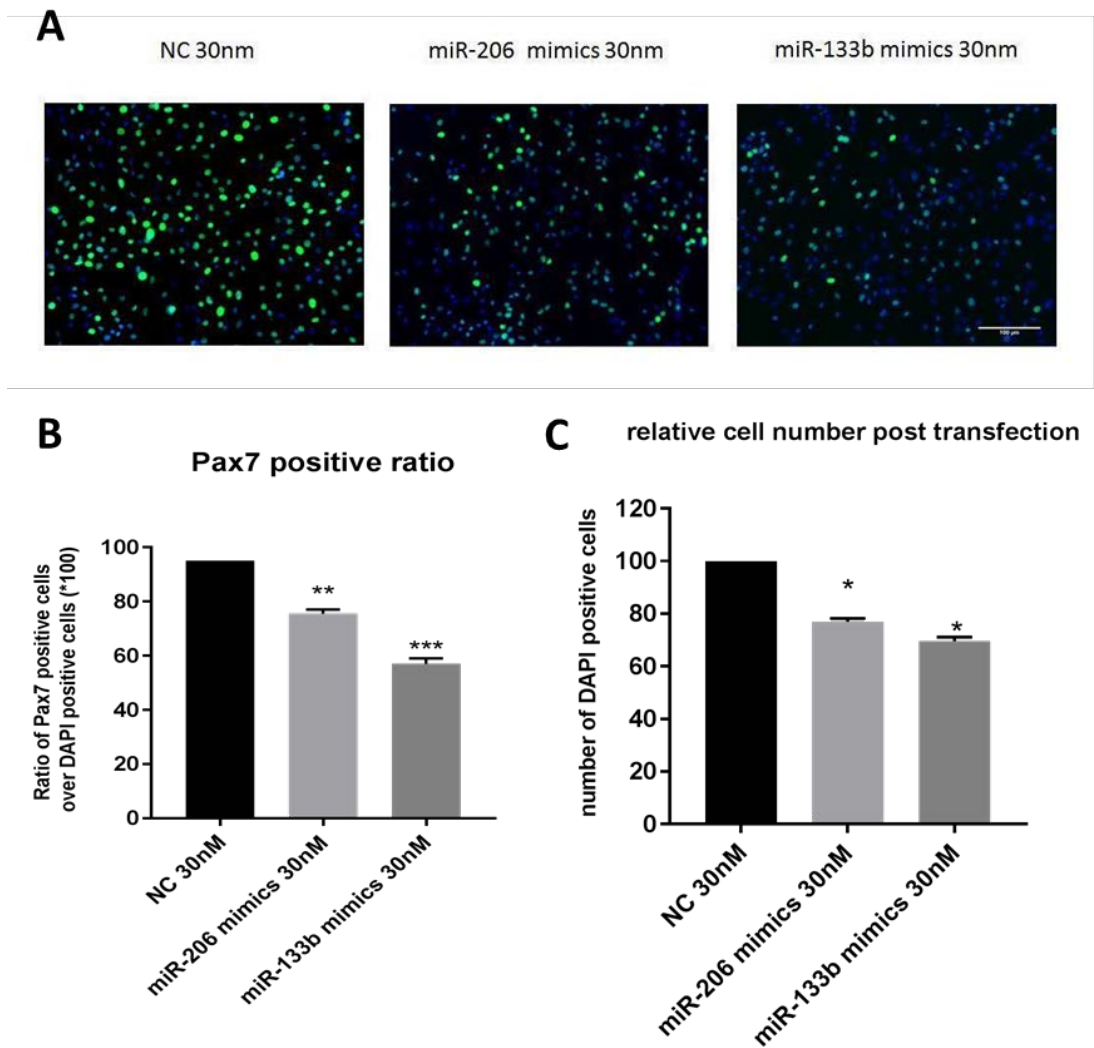 A
NC 30nm
miR-206 mimics 30nm
miR-133b mimics 30nm
100 µm
B
Pax7 positive ratio
Ratio of Pax7 positive cells
over DAPI positive cells (*100)
100
80
60
40
20
0
**
***
NC 30nM
miR-206 mimics 30nM
miR-133b mimics 30nM
C
relative cell number post transfection
number of DAPI positive cells
120
100
80
60
40
20
0
*
*
NC 30nM
miR-206 mimics 30nM
miR-133b mimics 30nM